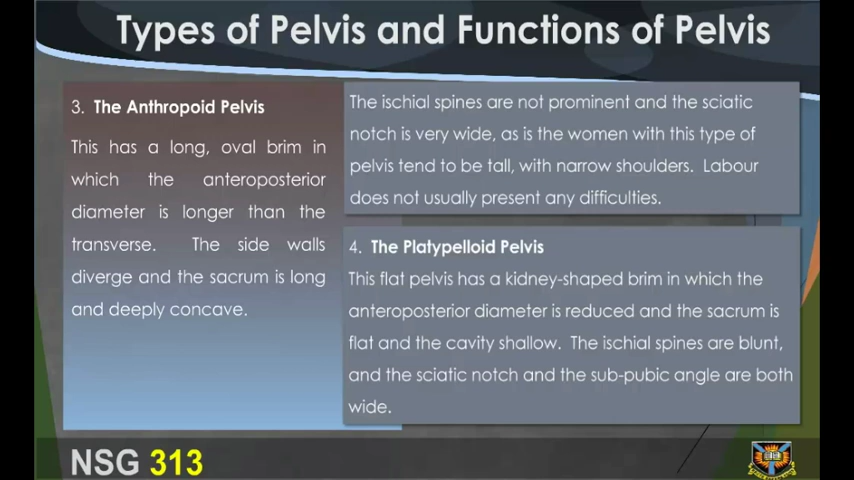 Types of Pelvis and Functions of Pelvis
3. The Anthropoid Pelvis
This has a long, oval brim in
which the anteroposterior
diameter is longer than the
transverse. The side walls
diverge and the sacrum is long
and deeply concave.
The ischial spines are not prominent and the sciatic
notch is very wide, as is the women with this type of
pelvis tend to be tall, with narrow shoulders. Labour
does not usually present any difficulties.
4. The Platypelloid Pelvis
This flat pelvis has a kidney-shaped brim in which the
anteroposterior diameter is reduced and the sacrum is
flat and the cavity shallow. The ischial spines are blunt,
and the sciatic notch and the sub-pubic angle are both
wide.
NSG 313